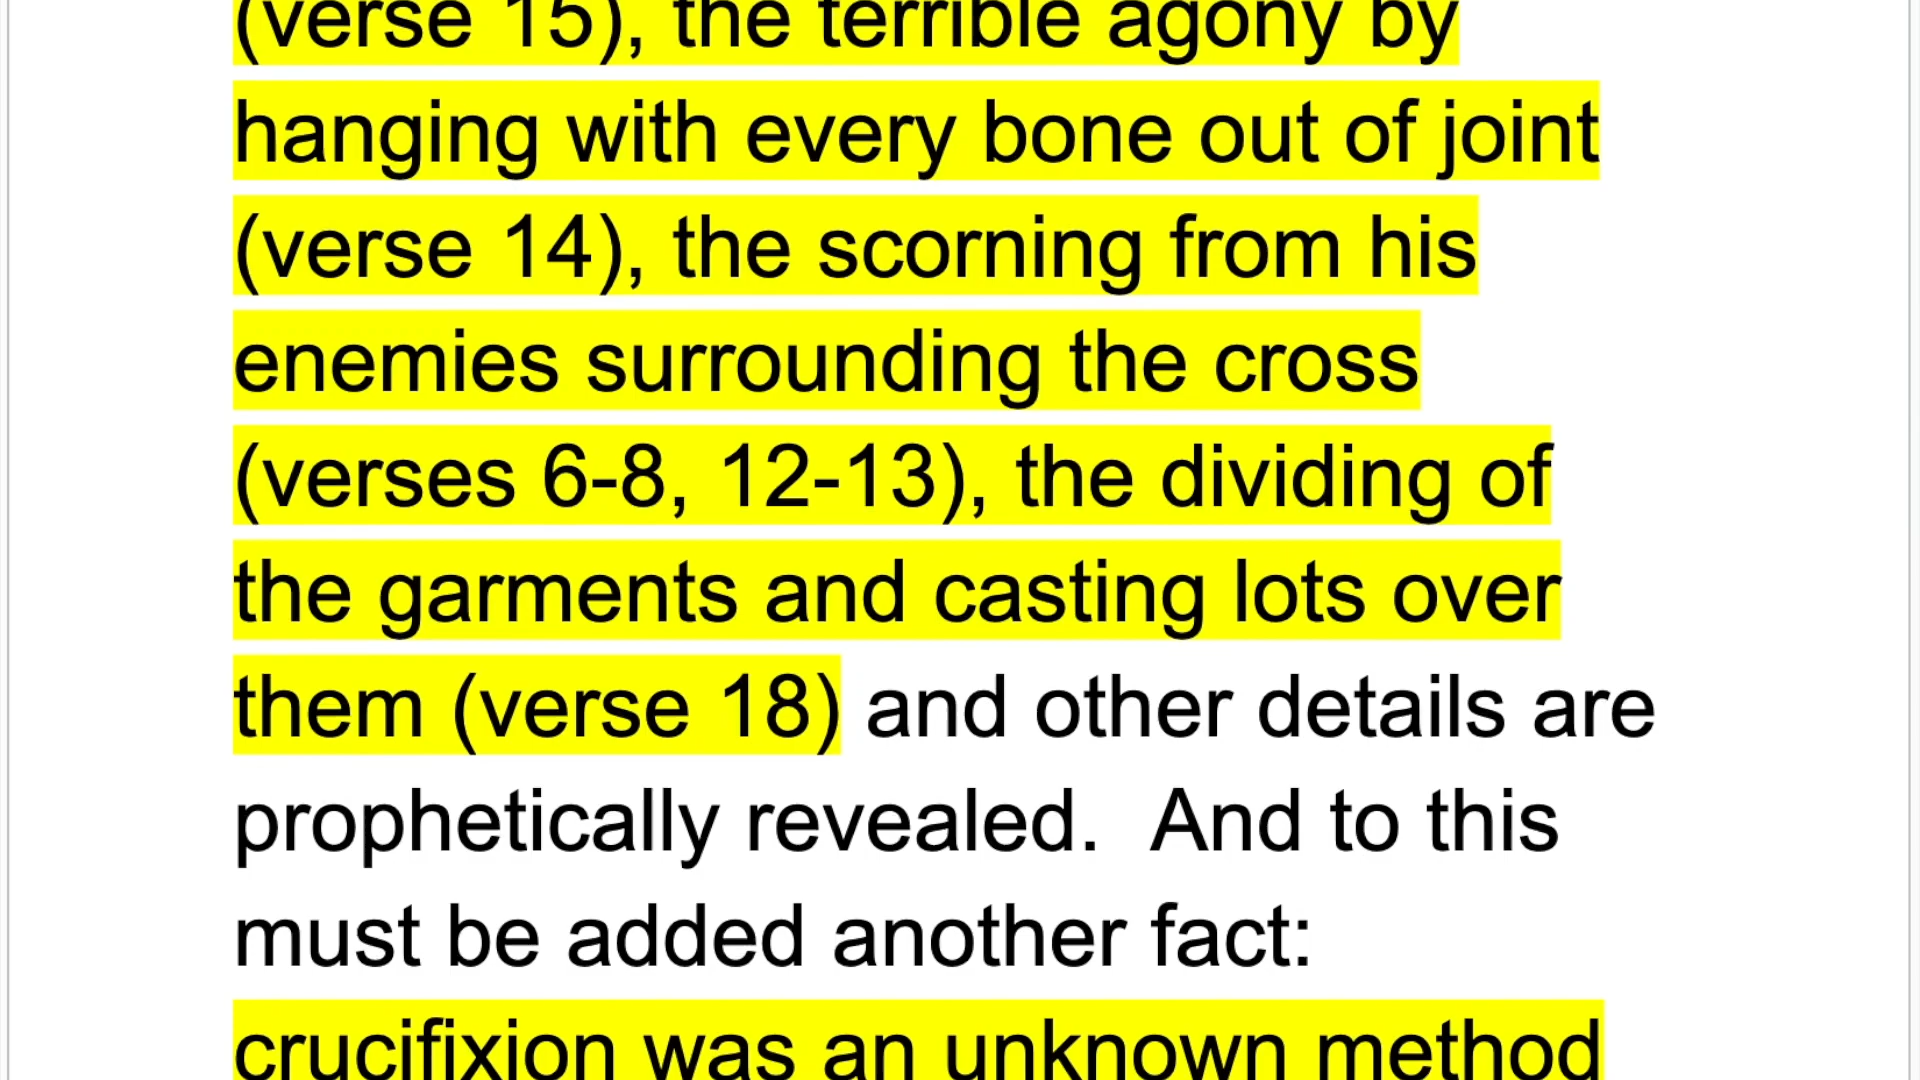 (verse 15), the terrible agony by
hanging with every bone out of joint
(verse 14), the scorning from his
enemies surrounding the cross
(verses 6-8, 12-13), the dividing of
the garments and casting lots over
them (verse 18) and other details are
prophetically revealed.  And to this
must be added another fact:
crucifixion was an unknown method